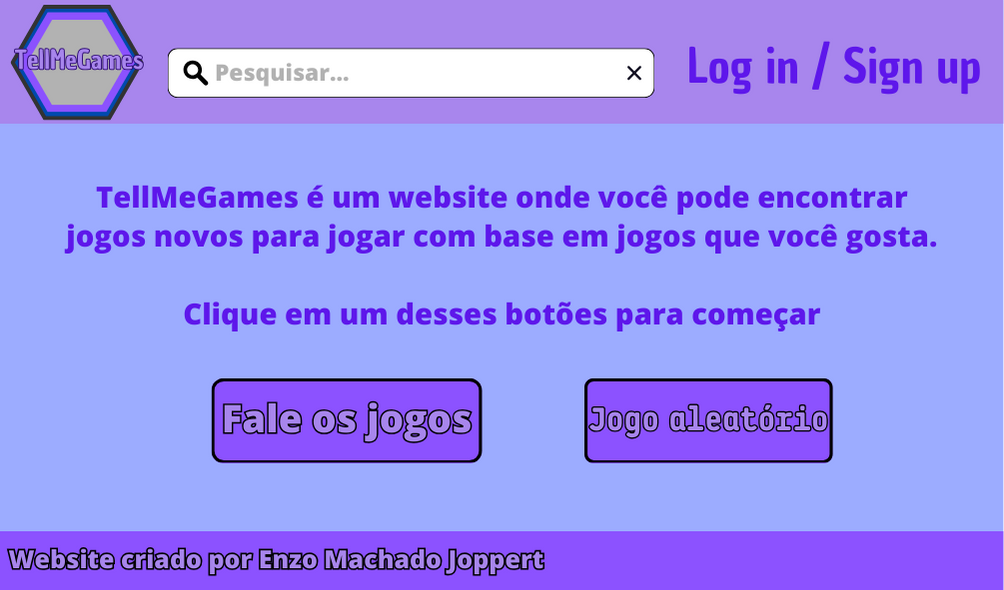 TellMeGames
Pesquisar...
Log in / Sign up
TellMeGames é um website onde você pode encontrar
jogos novos para jogar com base em jogos que você gosta.
Clique em um desses botões para começar
Fale os jogos
Jogo aleatório
Website criado por Enzo Machado Joppert